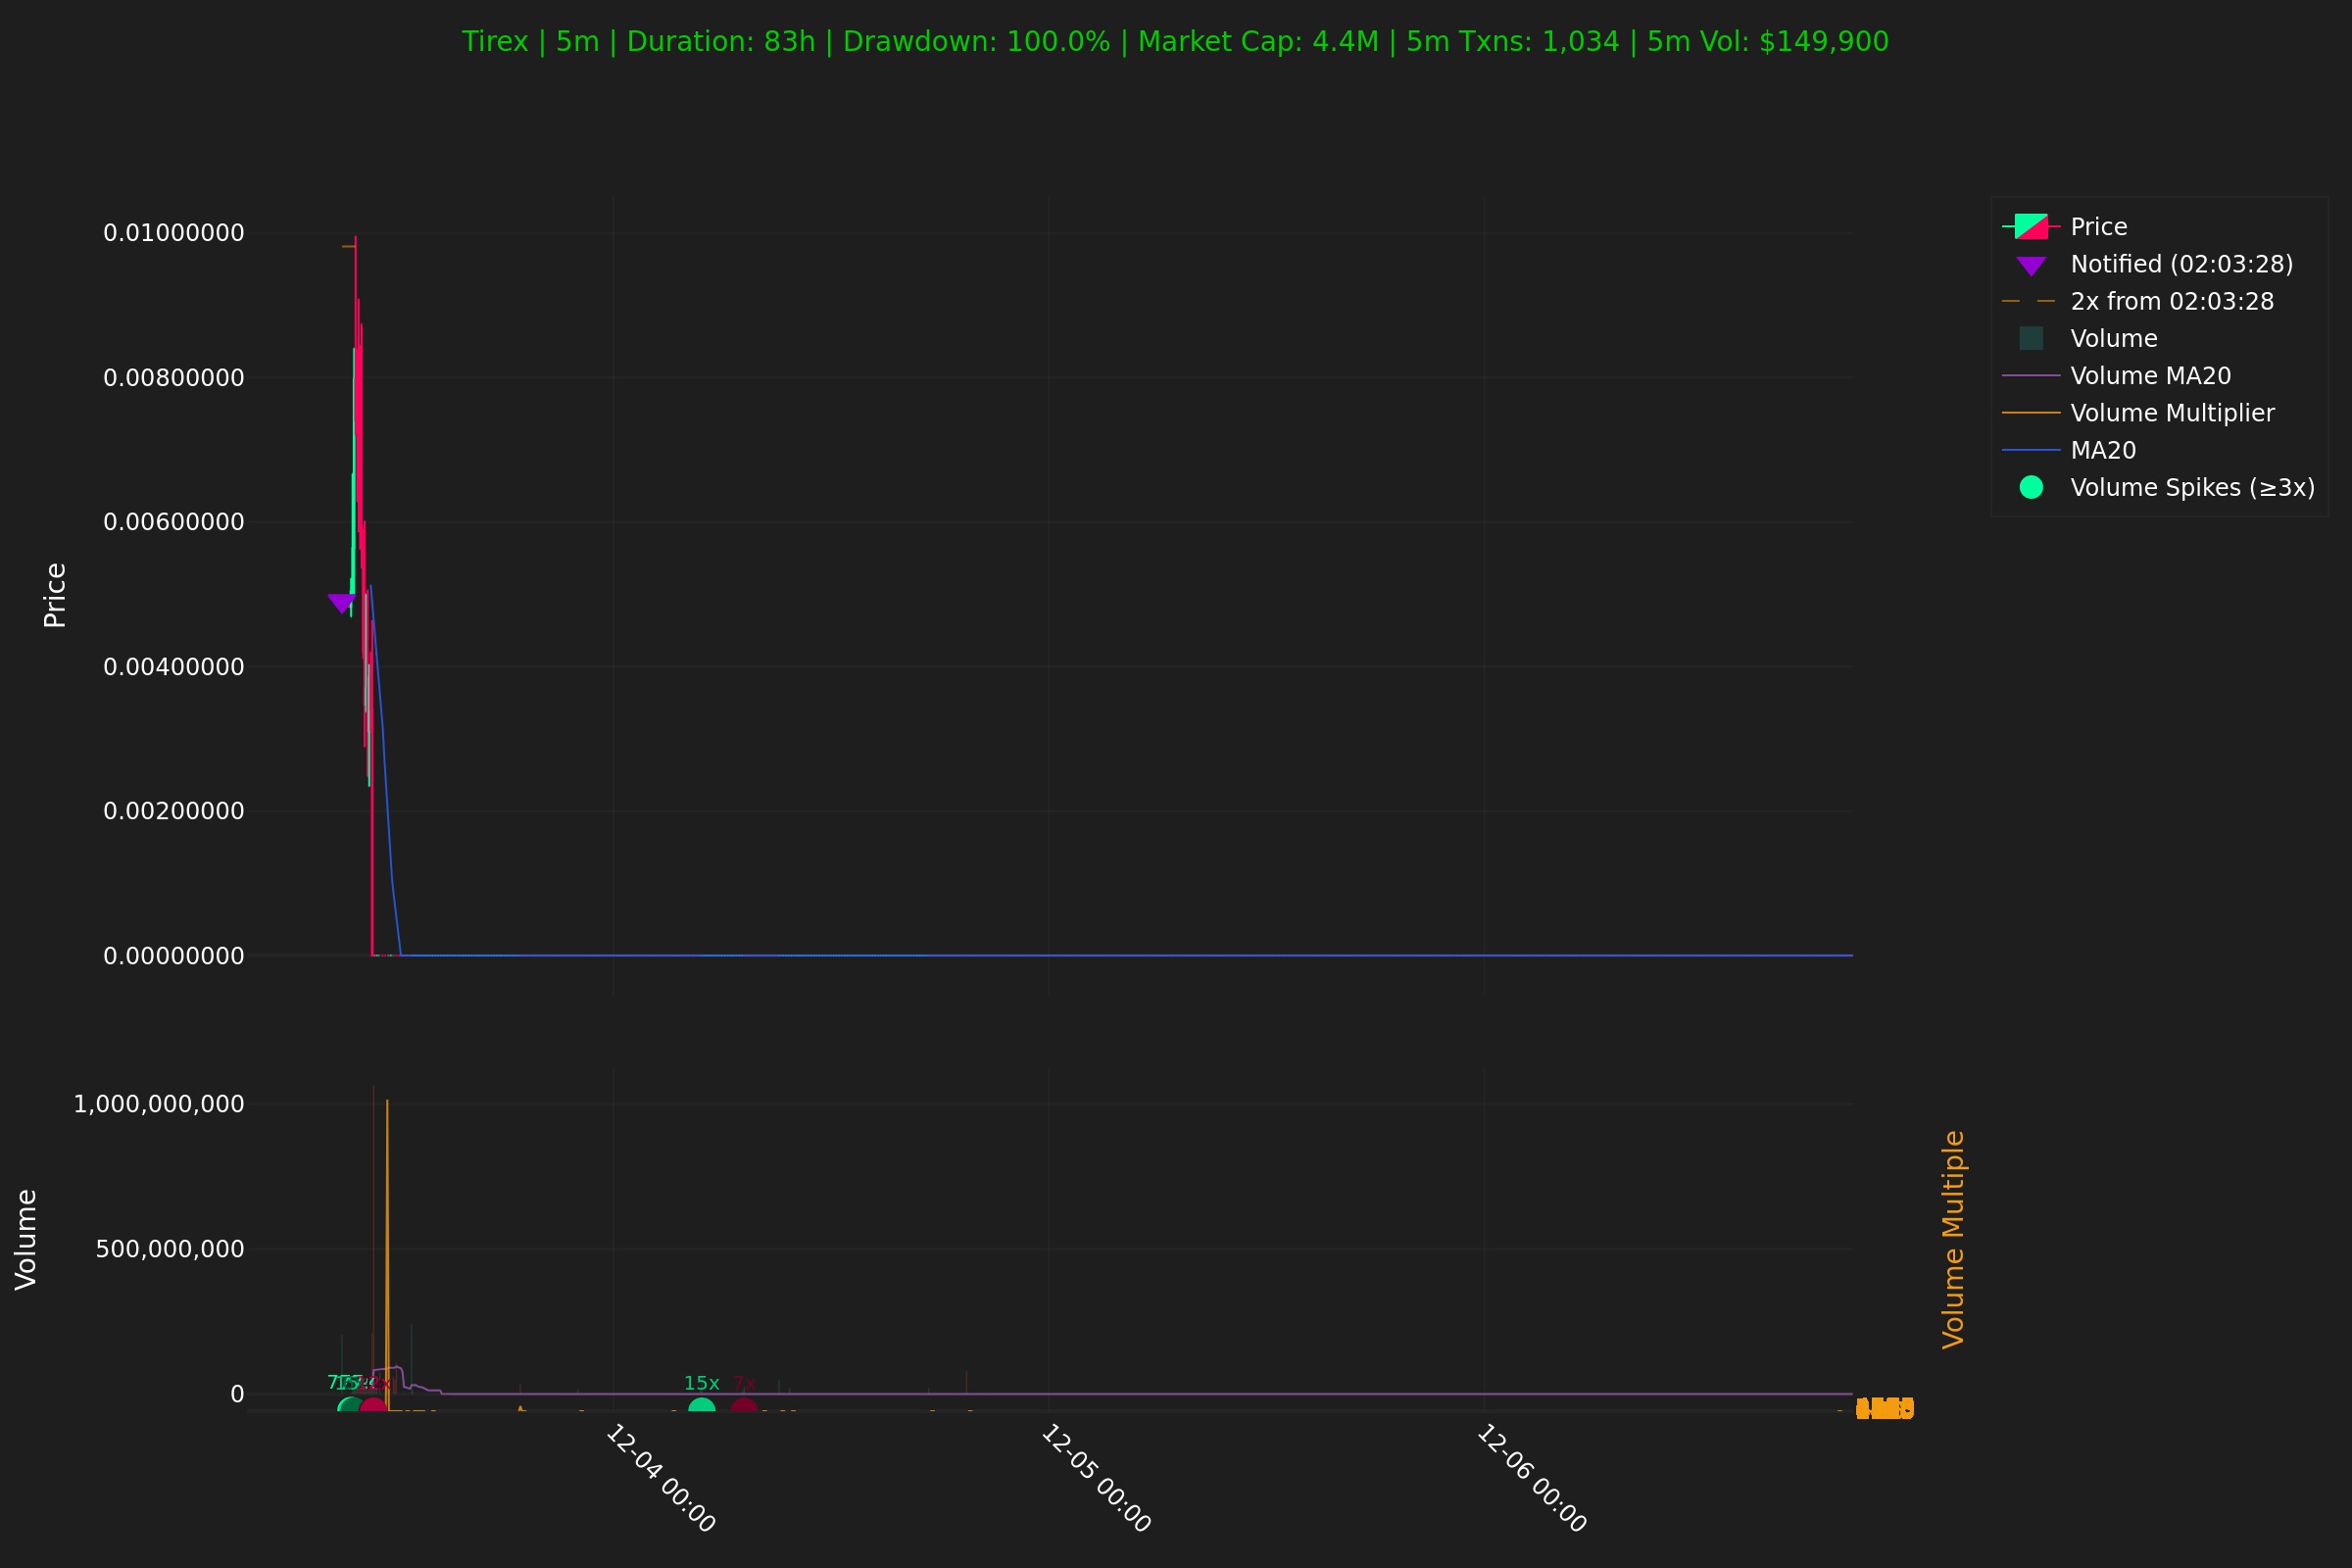 Tirex | 5m | Duration: 83h | Drawdown: 100.0% | Market Cap: 4.4M | 5m Txns: 1,034 | 5m Vol: $149,900
Price
0.01000000
0.00800000
0.00600000
0.00400000
0.00200000
0.00000000
Price
Notified (02:03:28)
2x from 02:03:28
Volume
Volume MA20
Volume Multiplier
MA20
Volume Spikes (≥3x)
Volume
1,000,000,000
500,000,000
0
15x
7x
Volume Multiple
12-04 00:00
12-05 00:00
12-06 00:00